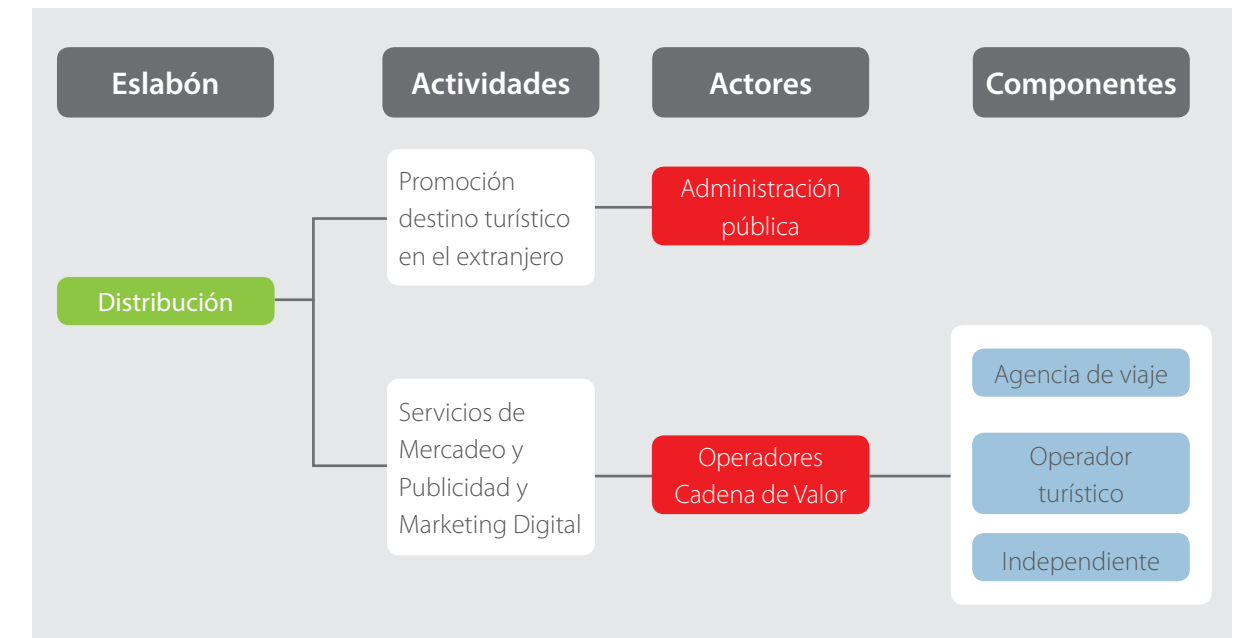 Eslabón
Actividades
Actores
Componentes
Promoción
destino turístico
en el extranjero
Administración
pública
Distribución
Servicios de
Mercadeo y
Publicidad y
Marketing Digital
Operadores
Cadena de Valor
Agencia de viaje
Operador
turístico
Independiente